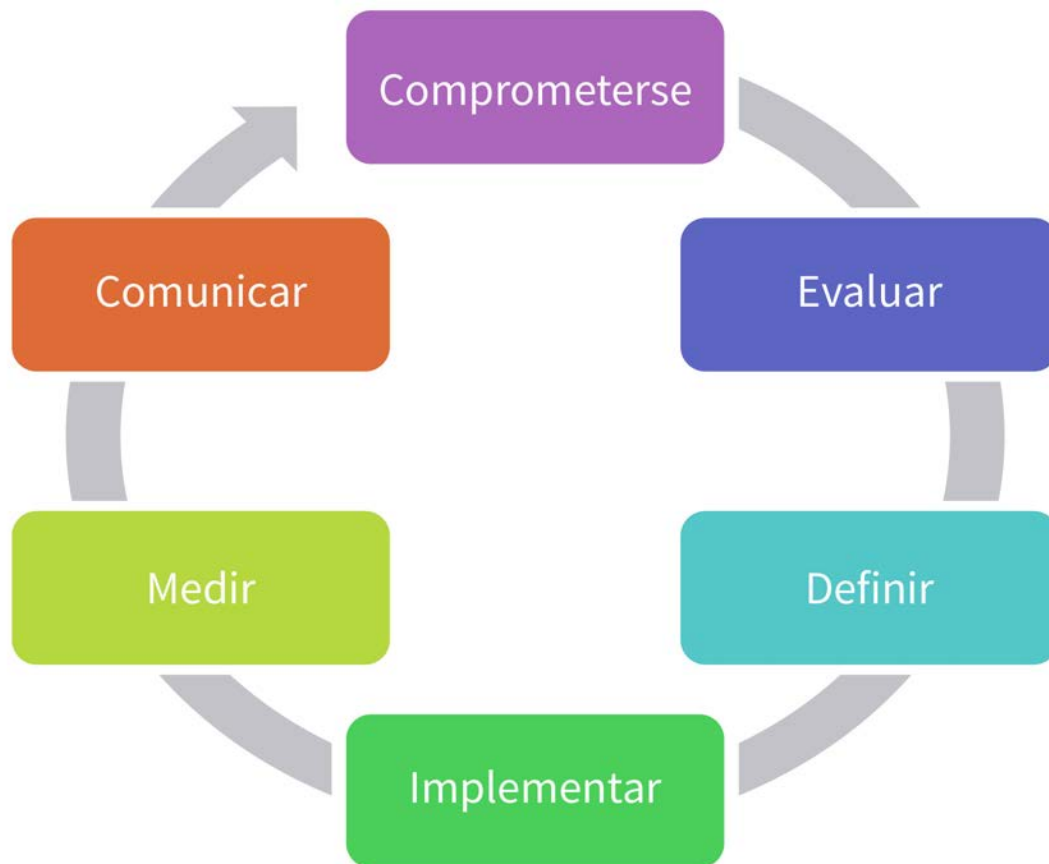 Comprometerse
Evaluar
Definir
Implementar
Medir
Comunicar